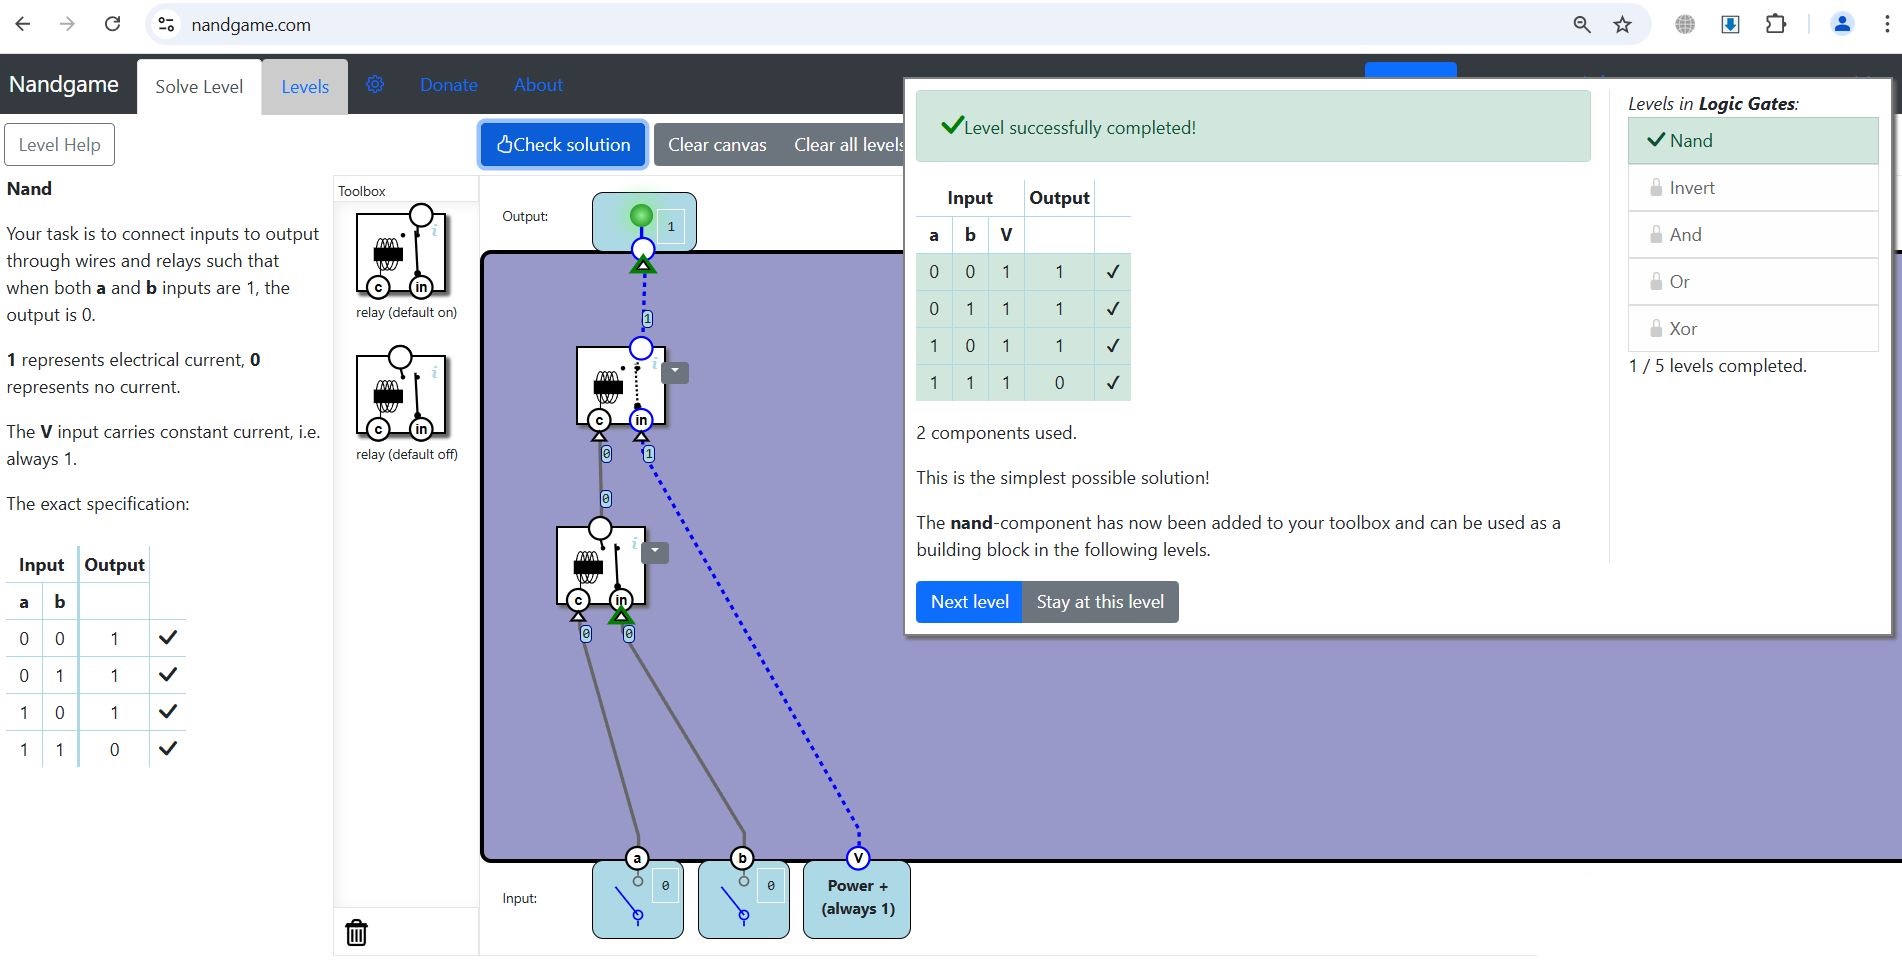 nandgame.com
Nandgame
Solve Level
Levels
Donate
About
Level Help
Check solution
Clear canvas
Clear all levels
Nand
Your task is to connect inputs to output
through wires and relays such that
when both a and b inputs are 1, the
output is 0.
1 represents electrical current, 0
represents no current.
The V input carries constant current, i.e.
always 1.
The exact specification:
Input Output
a b
0 0 1 ✓
0 1 1 ✓
1 0 1 ✓
1 1 0 ✓
Toolbox
i
c in
relay (default on)
i
c in
relay (default off)
Output:
1
1
i
c in
0 1
0
i
c in
0 0
a b V
Input:
0
0
Power +
(always 1)
✓Level successfully completed!
Input Output
a b V
0 0 1 1 ✓
0 1 1 1 ✓
1 0 1 1 ✓
1 1 1 0 ✓
2 components used.
This is the simplest possible solution!
The nand-component has now been added to your toolbox and can be used as a
building block in the following levels.
Next level
Stay at this level
Levels in Logic Gates:
✓ Nand
Invert
And
Or
Xor
1 / 5 levels completed.